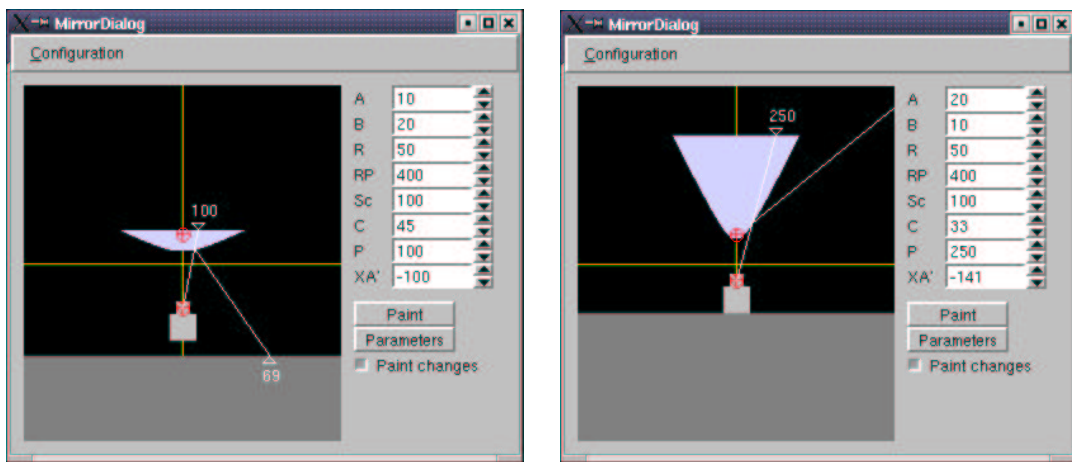 MirrorDialog
Configuration
100
69
A 10
B 20
R 50
RP 400
Sc 100
C 45
P 100
XA' -100
Paint
Parameters
Paint changes
MirrorDialog
Configuration
250
A 20
B 10
R 50
RP 400
Sc 100
C 33
P 250
XA' -141
Paint
Parameters
Paint changes